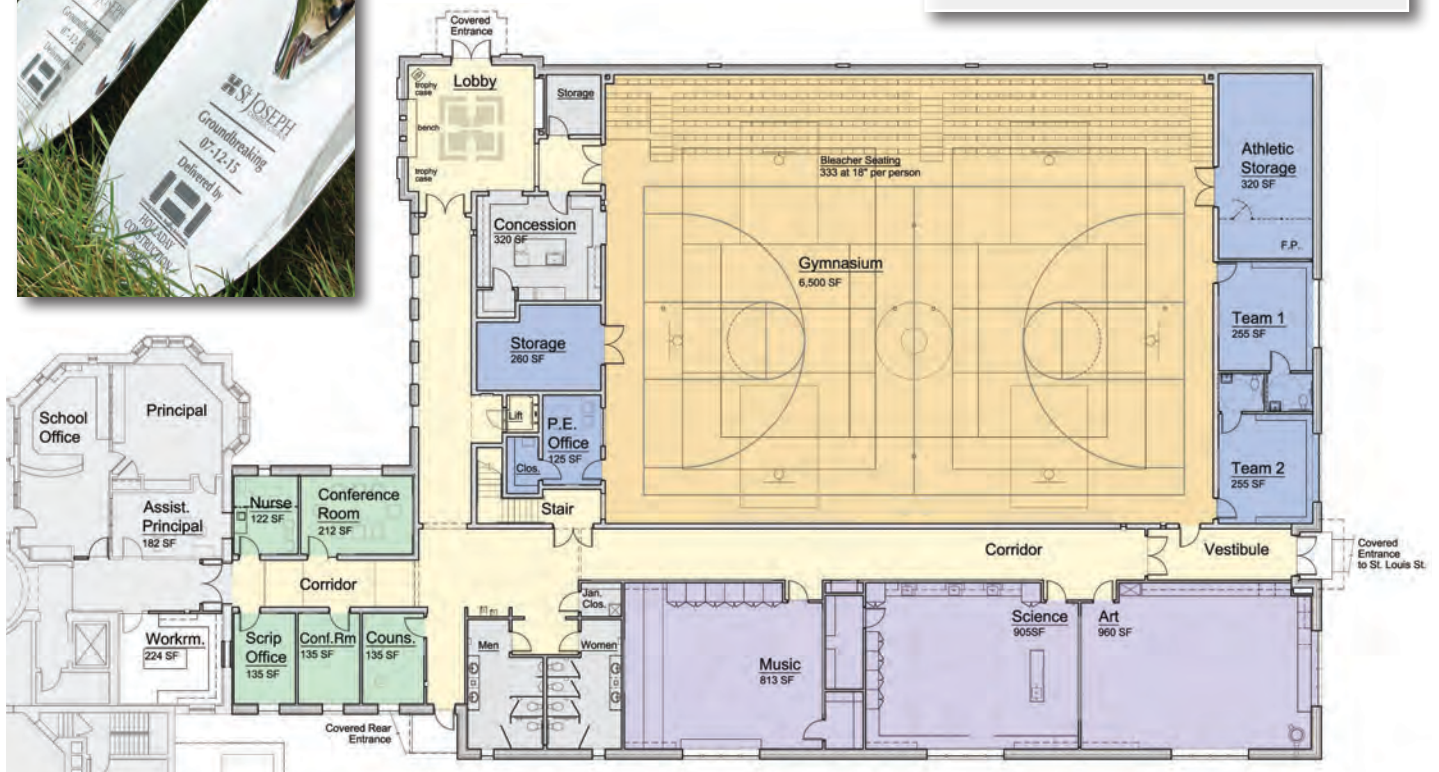 ST JOSEPH
Groundbreaking
07-12-15
Delivered by
HOLLADAY
CONSTRUCTION
Groundbreaking
07-12-15
Delivered
Covered
Entrance
Lobby
trophy
case
bench
trophy
case
Storage
Bleacher Seating
333 at 18" per person
Athletic
Storage
320 SF
F.P.
Concession
320 SF
Gymnasium
6,500 SF
Team 1
255 SF
Storage
260 SF
Lift
P.E.
Office
125 SF
Clos.
Team 2
255 SF
Stair
School
Office
Principal
Assist.
Principal
182 SF
Nurse
122 SF
Conference
Room
212 SF
Corridor
Corridor
Vestibule
Covered
Entrance
to St. Louis St.
Workrm.
224 SF
Scrip
Office
135 SF
Conf.Rm
135 SF
Couns.
135 SF
Jan.
Clos.
Men
Women
Music
813 SF
Science
905SF
Art
960 SF
Covered Rear
Entrance